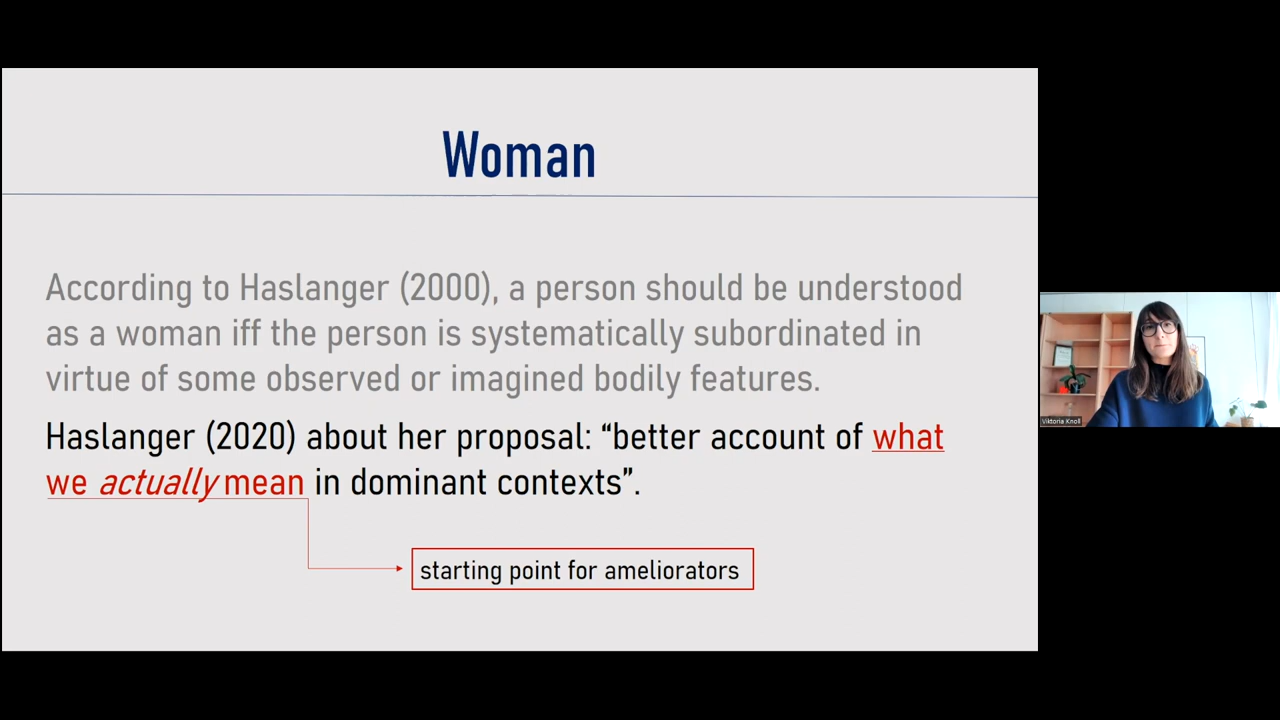 Woman
According to Haslanger (2000), a person should be understood
as a woman iff the person is systematically subordinated in
virtue of some observed or imagined bodily features.
Haslanger (2020) about her proposal: “better account of what
we actually mean in dominant contexts”.
starting point for ameliorators
Viktoria Knoll